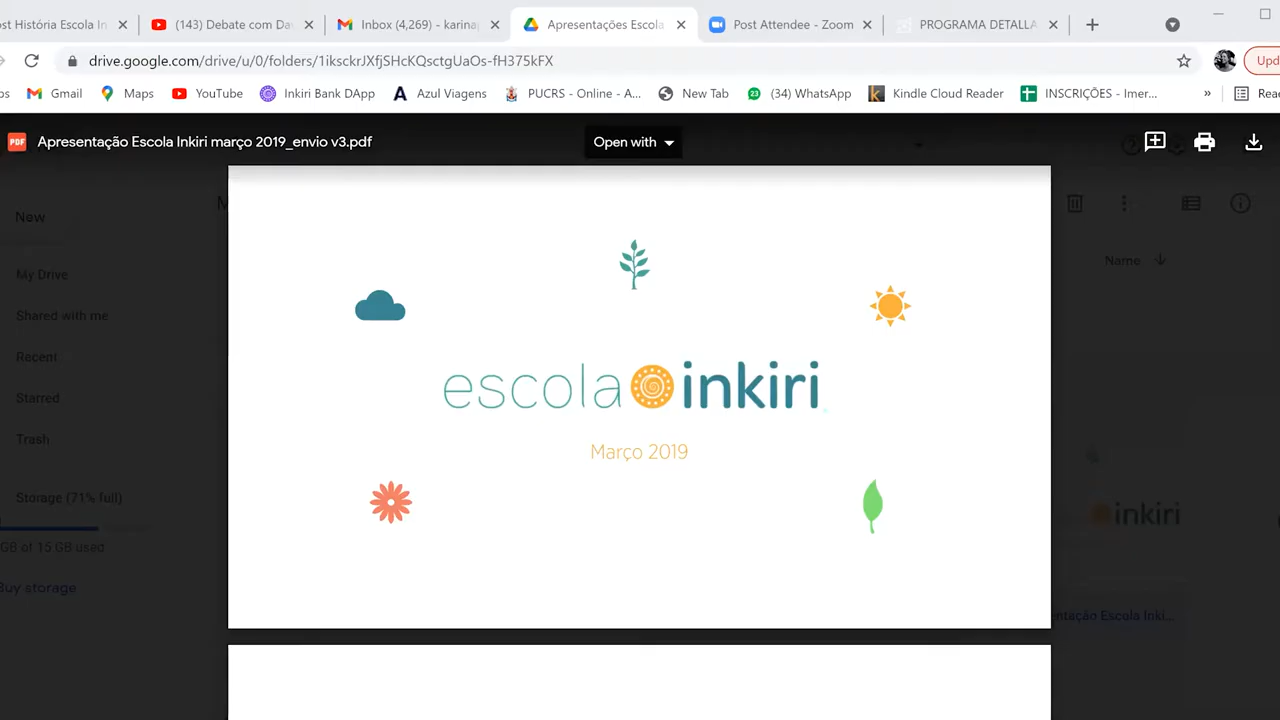 ost História Escola In
(143) Debate com Da
Inbox (4,269) - karina
Apresentações Escola
Post Attendee - Zoom
PROGRAMA DETALLA
drive.google.com/drive/u/0/folders/1iksckrJXfjSHcKQsctgUaOs-fH375kFX
Upd
ps Gmail Maps YouTube Inkiri Bank DApp Azul Viagens PUCRS - Online - A... New Tab (34) WhatsApp Kindle Cloud Reader INSCRIÇÕES - Imer... » Rea
PDF Apresentação Escola Inkiri março 2019_envio v3.pdf Open with
New
My Drive
Shared with me
Recent
Starred
Trash
Storage (71% full)
GB of 15 GB used
Buy storage
Name
escola inkiri
Março 2019
inkiri
ntação Escola Inki...